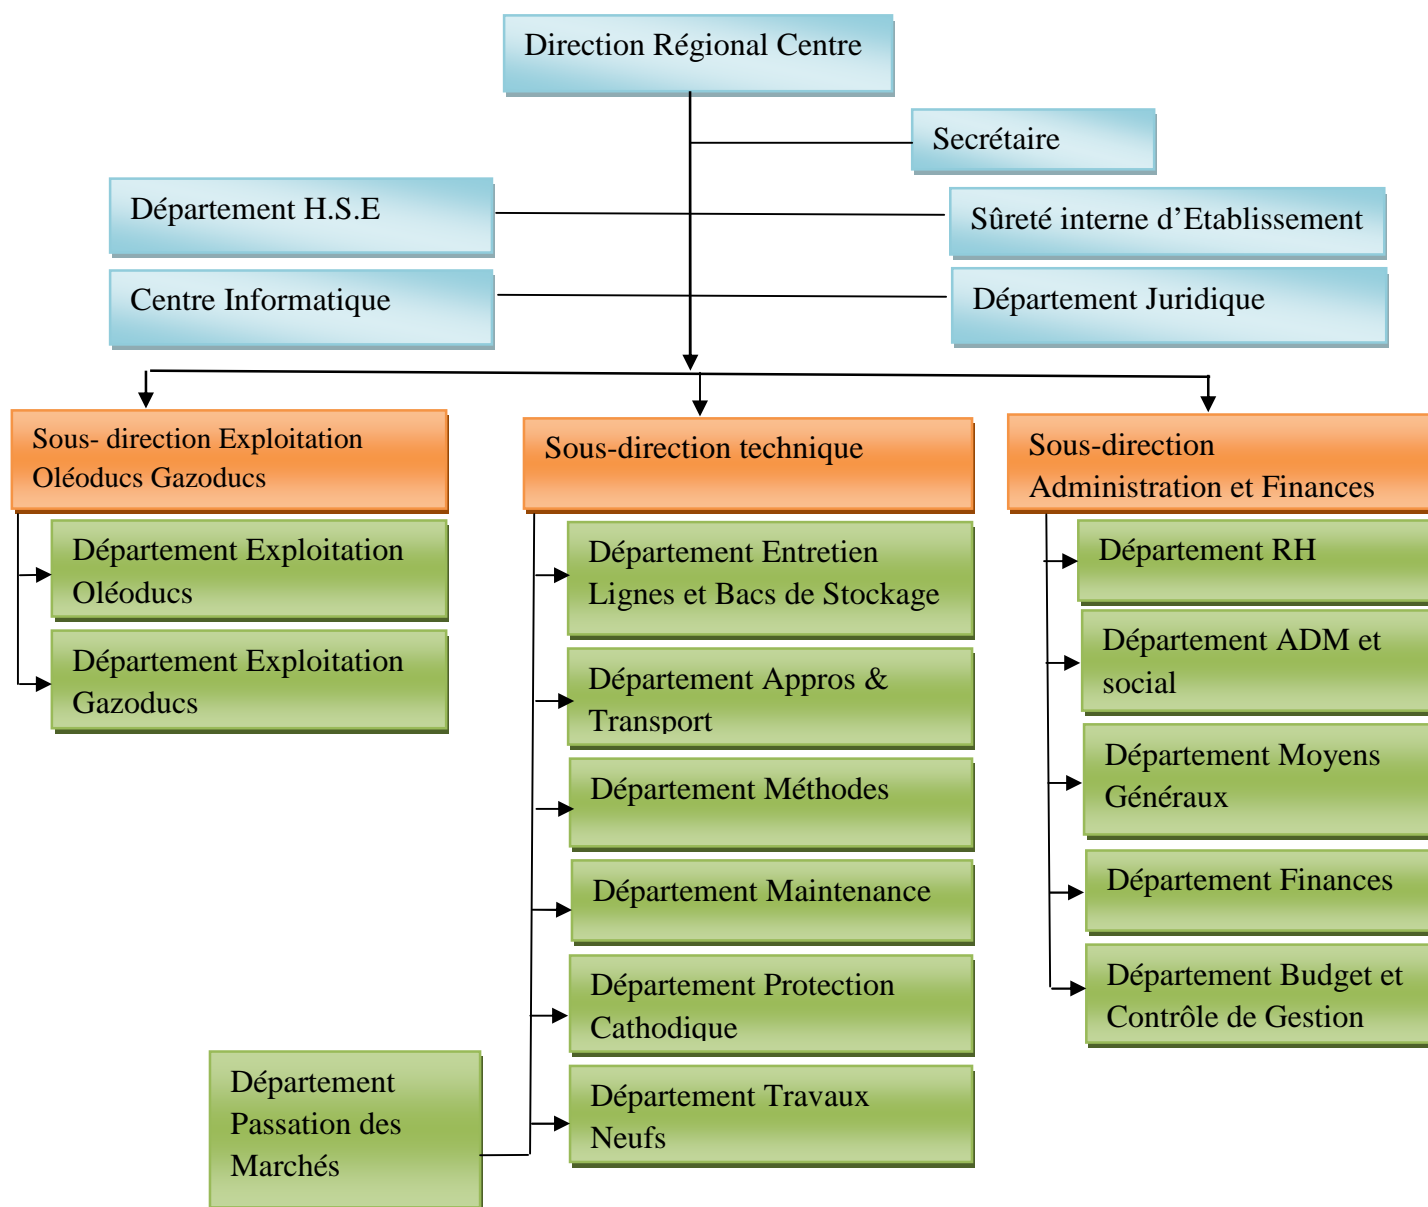 Direction Régional Centre
Secrétaire
Département H.S.E
Sûreté interne d’Etablissement
Centre Informatique
Département Juridique
Sous- direction Exploitation
Oléoducs Gazoducs
Département Exploitation
Oléoducs
Département Exploitation
Gazoducs
Sous-direction technique
Département Entretien
Lignes et Bacs de Stockage
Département Appros &
Transport
Département Méthodes
Département Maintenance
Département Protection
Cathodique
Département Travaux
Neufs
Département
Passation des
Marchés
Sous-direction
Administration et Finances
Département RH
Département ADM et
social
Département Moyens
Généraux
Département Finances
Département Budget et
Contrôle de Gestion